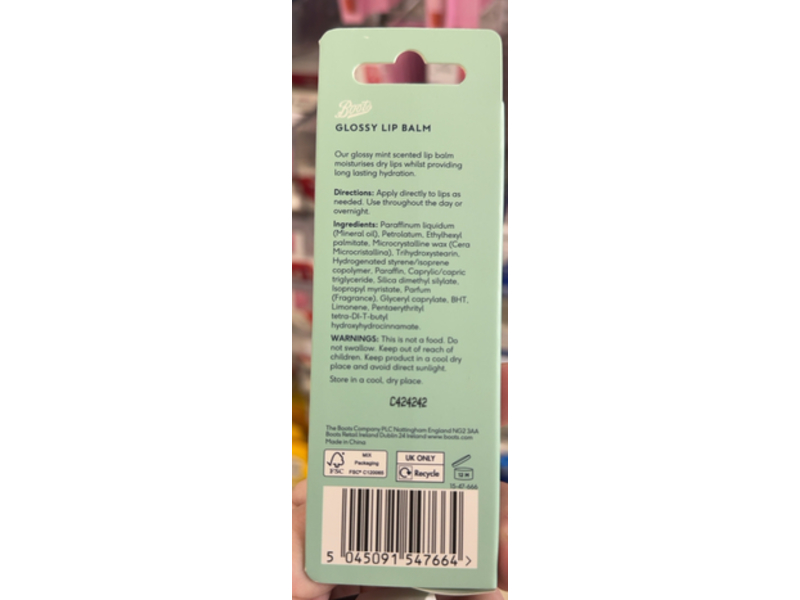 Boots
GLOSSY LIP BALM
Our glossy mint scented lip balm
moisturises dry lips whilst providing
long lasting hydration.
Directions: Apply directly to lips as
needed. Use throughout the day or
overnight.
Ingredients: Paraffinum liquidum
(Mineral oil), Petrolatum, Ethylhexyl
palmitate, Microcrystalline wax (Cera
Microcristallina), Trihydroxystearin,
Hydrogenated styrene/isoprene
copolymer, Paraffin, Caprylic/capric
triglyceride, Silica dimethyl silylate,
Isopropyl myristate, Parfum
(Fragrance), Glyceryl caprylate, BHT,
Limonene, Pentaerythrityl
tetra-DI-T-butyl
hydroxyhydrocinnamate.
WARNINGS: This is not a food. Do
not swallow. Keep out of reach of
children. Keep product in a cool dry
place and avoid direct sunlight.
Store in a cool, dry place.
C424242
The Boots Company PLC Nottingham England NG2 3AA
Boots Retail Ireland Dublin 24 Ireland www.boots.com
Made in China
FSC
MIX
Packaging
FSC® C120085
UK ONLY
Recycle
12 M
15-47-666
5 045091 547664 >